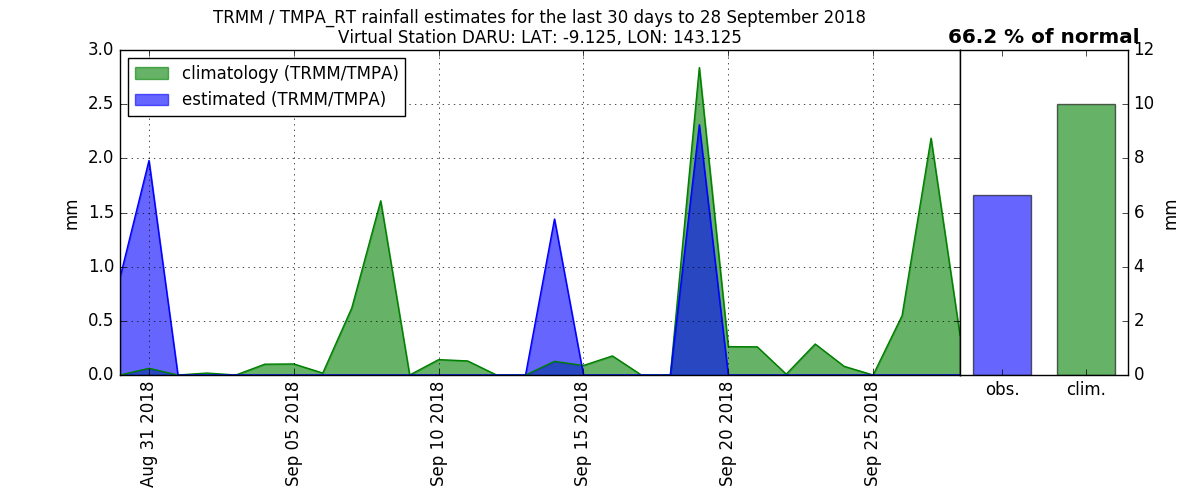 TRMM / TMPA_RT rainfall estimates for the last 30 days to 28 September 2018
Virtual Station DARU: LAT: -9.125, LON: 143.125
66.2 % of normal
climatology (TRMM/TMPA)
estimated (TRMM/TMPA)
3.0
2.5
2.0
1.5
1.0
0.5
0.0
mm
Aug 31 2018
Sep 05 2018
Sep 10 2018
Sep 15 2018
Sep 20 2018
Sep 25 2018
12
10
8
6
4
2
0
mm
obs.
clim.